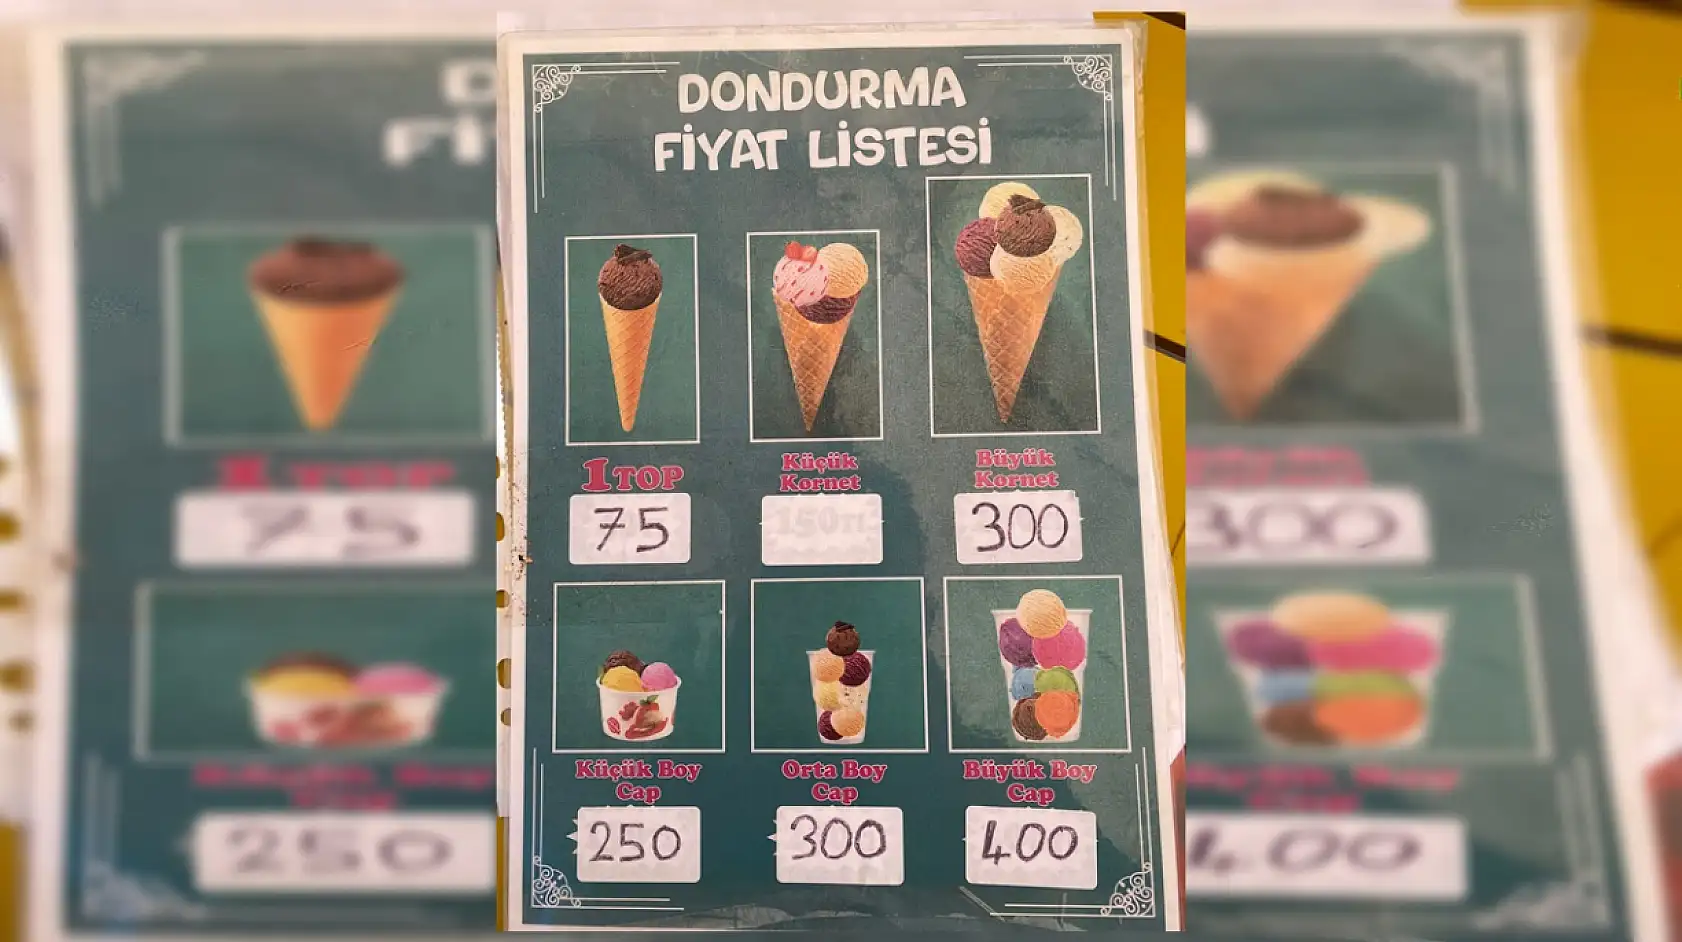 DONDURMA
FİYAT LİSTESİ
1 TOP
75
Küçük
Kornet
150TL
Büyük
Kornet
300
Küçük Boy
Cap
250
Orta Boy
Cap
300
Büyük Boy
Cap
400